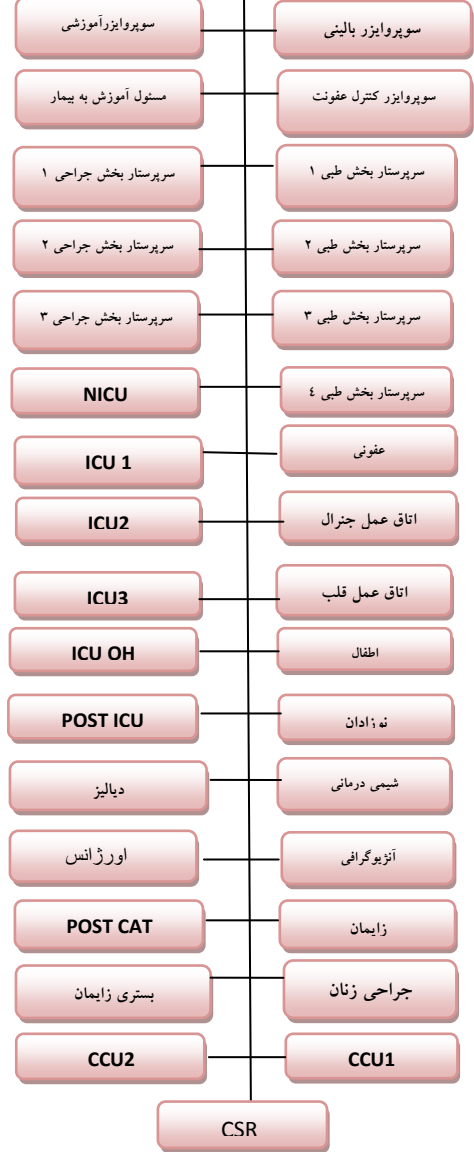 سوپروایزر بالینی
سوپروایزرآموزشی
سوپروایزر کنترل عفونت
مسئول آموزش به بیمار
سرپرستار بخش طبی ۱
سرپرستار بخش جراحی ۱
سرپرستار بخش طبی ۲
سرپرستار بخش جراحی ۲
سرپرستار بخش طبی ۳
سرپرستار بخش جراحی ۳
سرپرستار بخش طبی ٤
NICU
عفونی
ICU 1
اتاق عمل جنرال
ICU2
اتاق عمل قلب
ICU3
اطفال
ICU OH
نوزادان
POST ICU
شیمی درمانی
دیالیز
آنژیوگرافی
اورژانس
زایمان
POST CAT
جراحی زنان
بستری زایمان
CCU1
CCU2
CSR